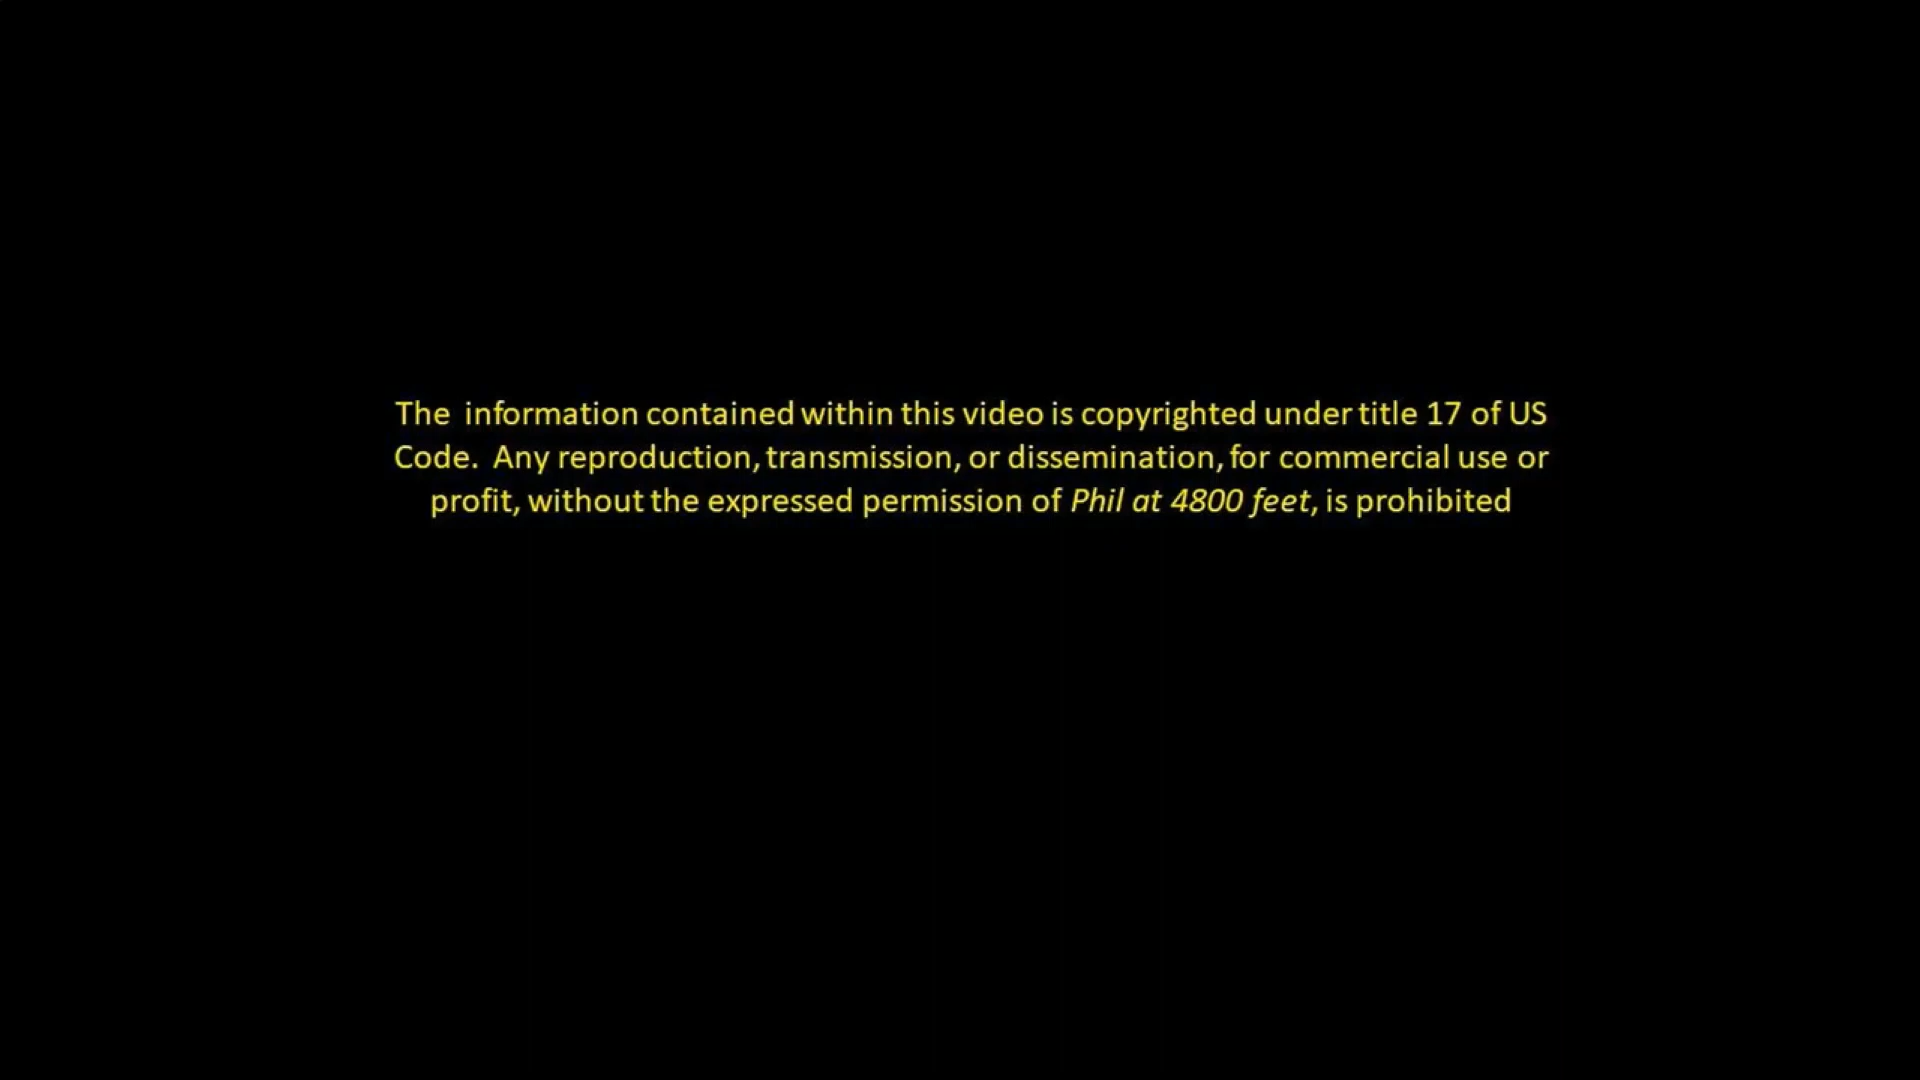 The information contained within this video is copyrighted under title 17 of US
Code. Any reproduction, transmission, or dissemination, for commercial use or
profit, without the expressed permission of Phil at 4800 feet, is prohibited